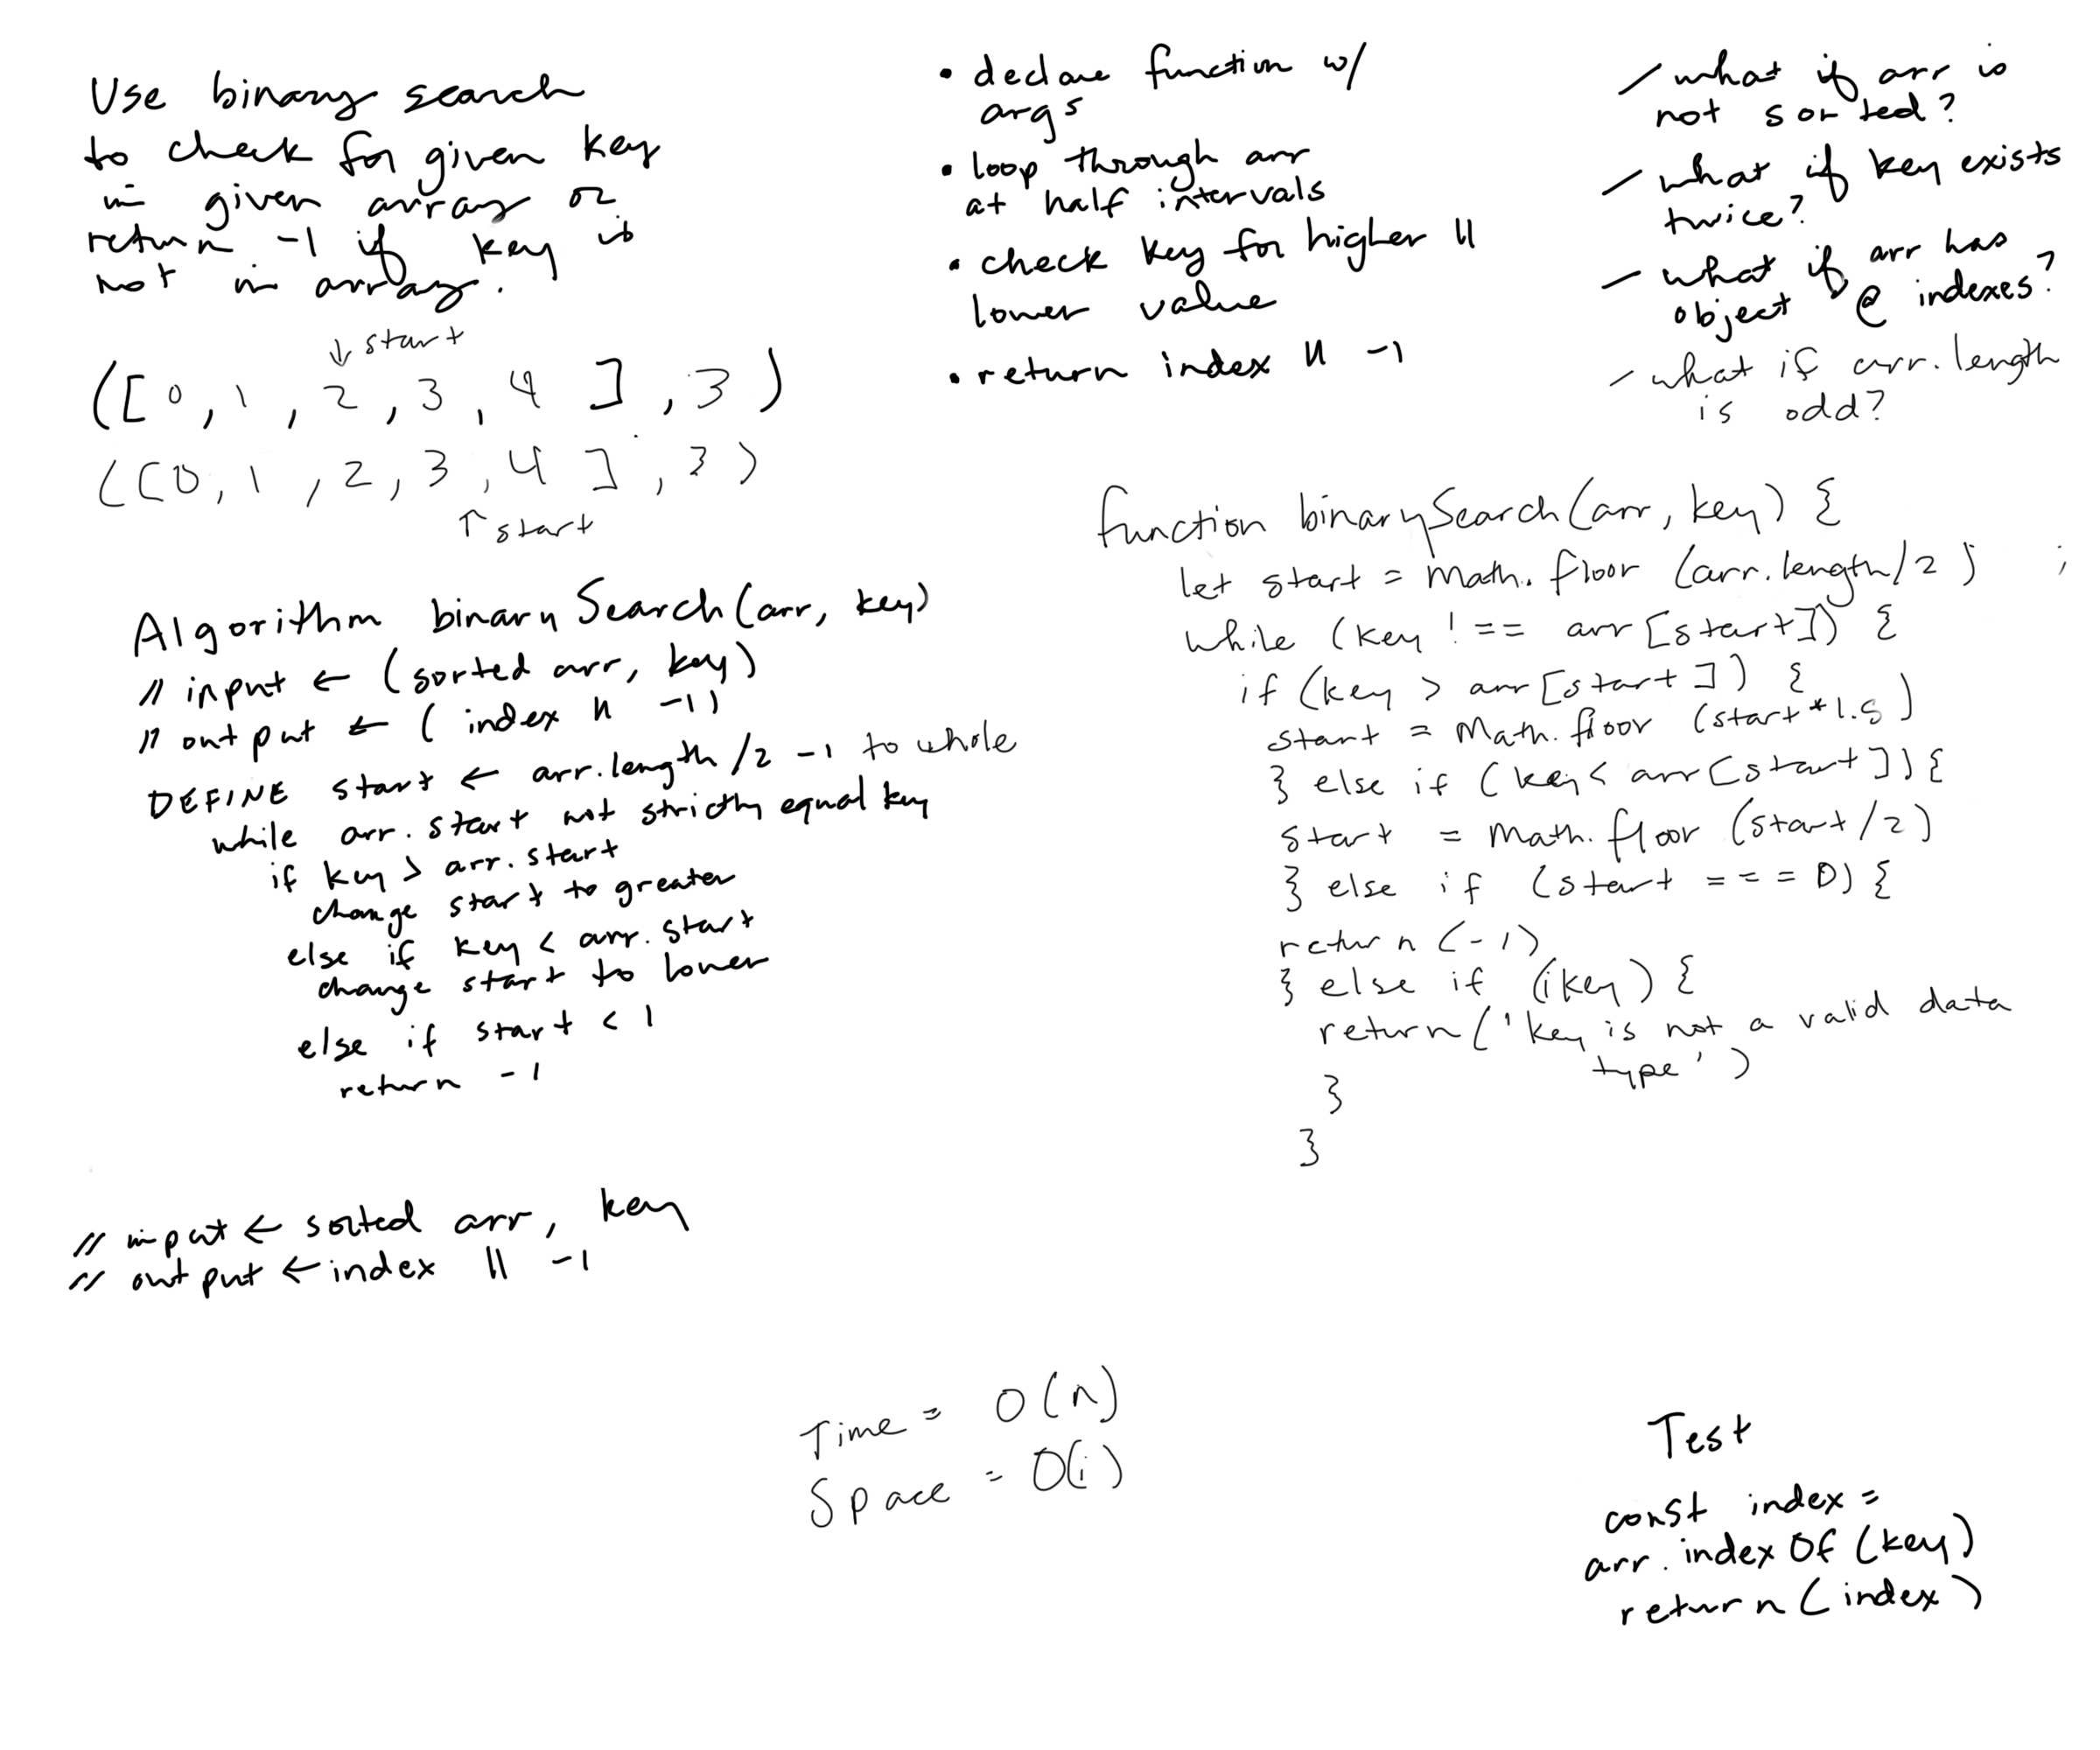 Use binary search
to check for given key
in given array or
return -1 if key is
not in array.
↓ start
([0, 1, 2, 3, 4], 3)
([0, 1, 2, 3, 4], 3)
↑ start
Algorithm binarySearch(arr, key)
// input ← (sorted arr, key)
// output ← (index || -1)
DEFINE start ← arr.length/2 -1 to whole
while arr.start not strictly equal key
if key > arr.start
change start to greater
else if key < arr.start
change start to lower
else if start < 1
return -1
// input ← sorted arr, key
// output ← index || -1
• declare function w/
args
• loop through arr
at half intervals
• check key for higher ||
lower value
• return index || -1
- what if arr is
not sorted?
- what if key exists
twice?
- what if arr has
object @ indexes?
- what if arr.length
is odd?
function binarySearch(arr, key) {
let start = Math.floor(arr.length/2);
while (key !== arr[start]) {
if (key > arr[start]) {
start = Math.floor(start*1.5)
} else if (key < arr[start]) {
start = Math.floor(start/2)
} else if (start === 0) {
return (-1)
} else if (!key) {
return('key is not a valid data
type')
}
}
Time = O(n)
Space = O(1)
Test
const index =
arr.indexOf(key)
return(index)